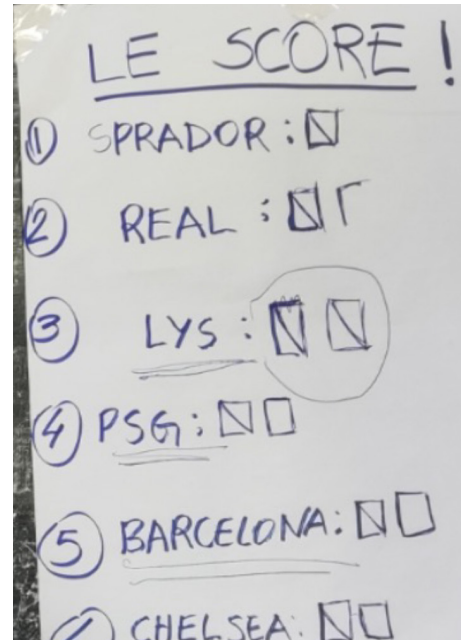 LE SCORE !
① SPRADOR :
② REAL :
③ LYS :
④ PSG :
⑤ BARCELONA :
CHELSEA :